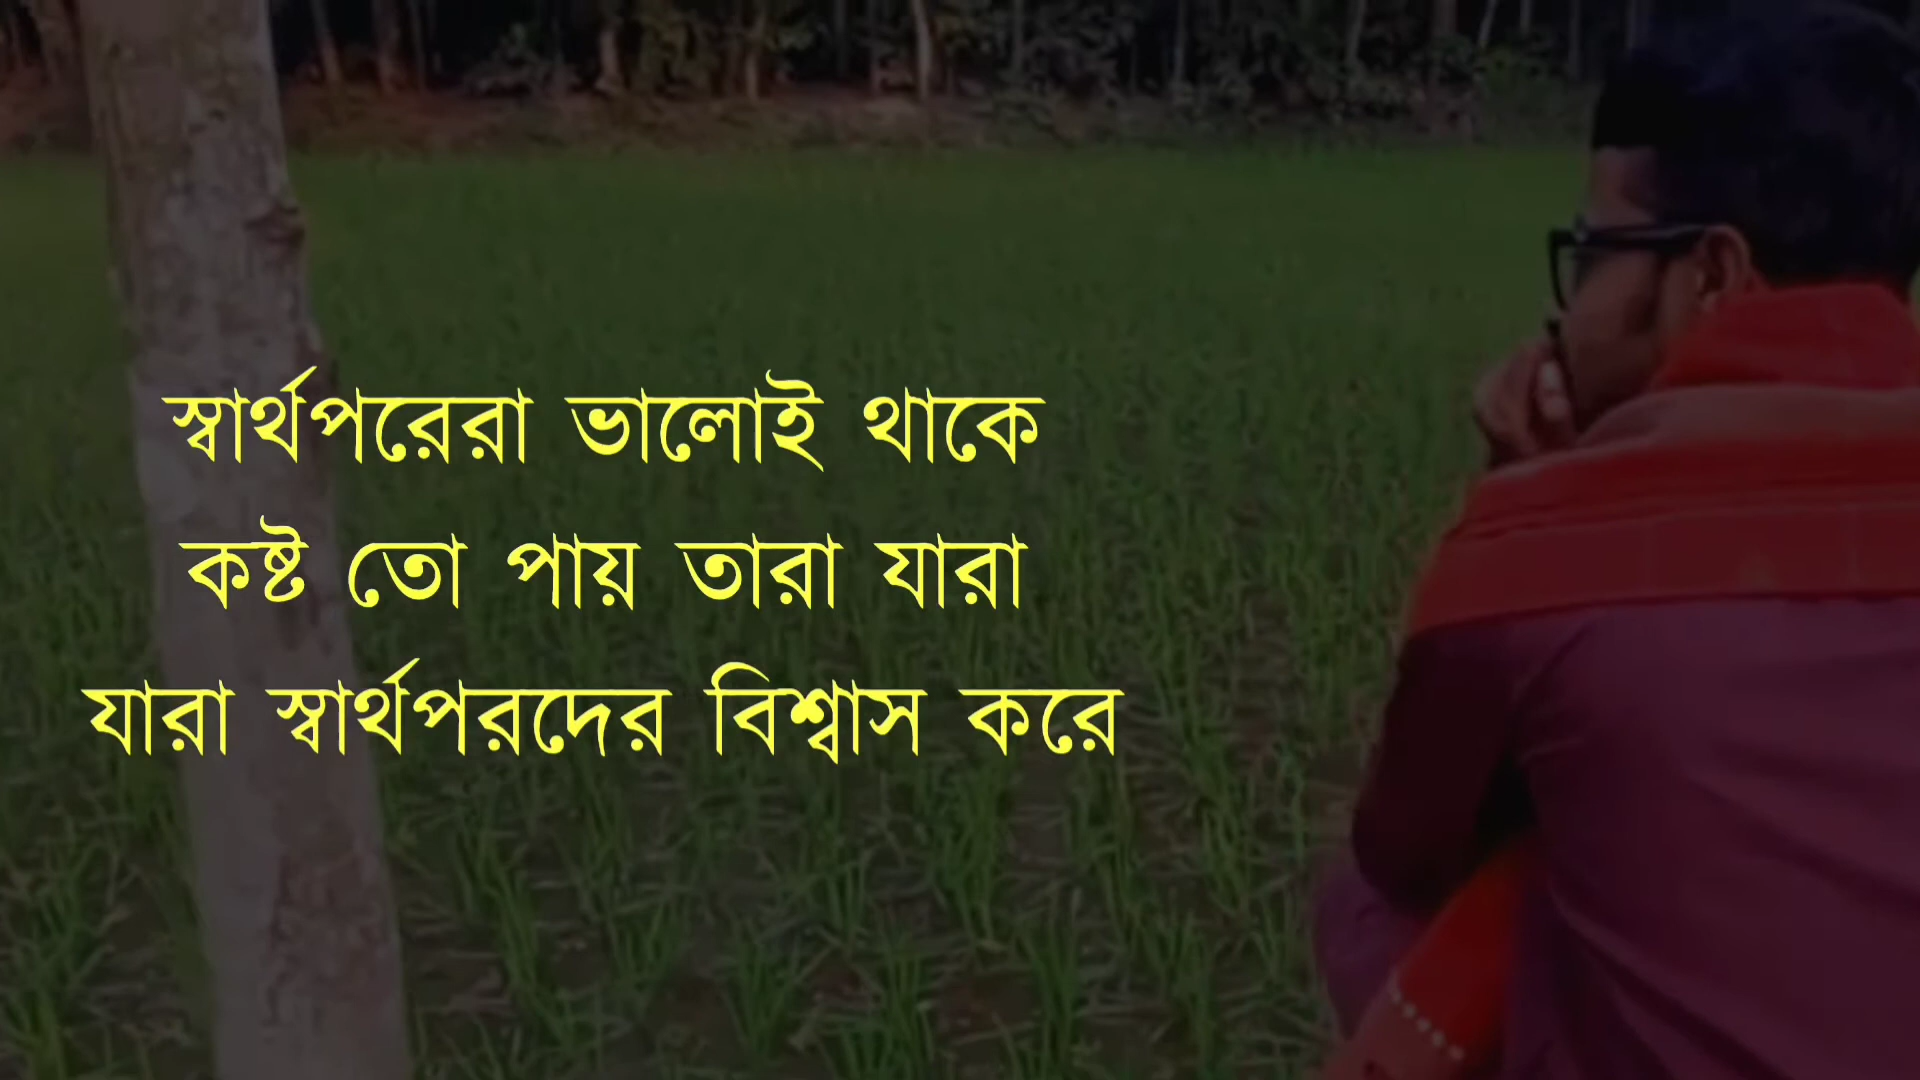 স্বার্থপরেরা ভালোই থাকে
কষ্ট তো পায় তারা যারা
যারা স্বার্থপরদের বিশ্বাস করে